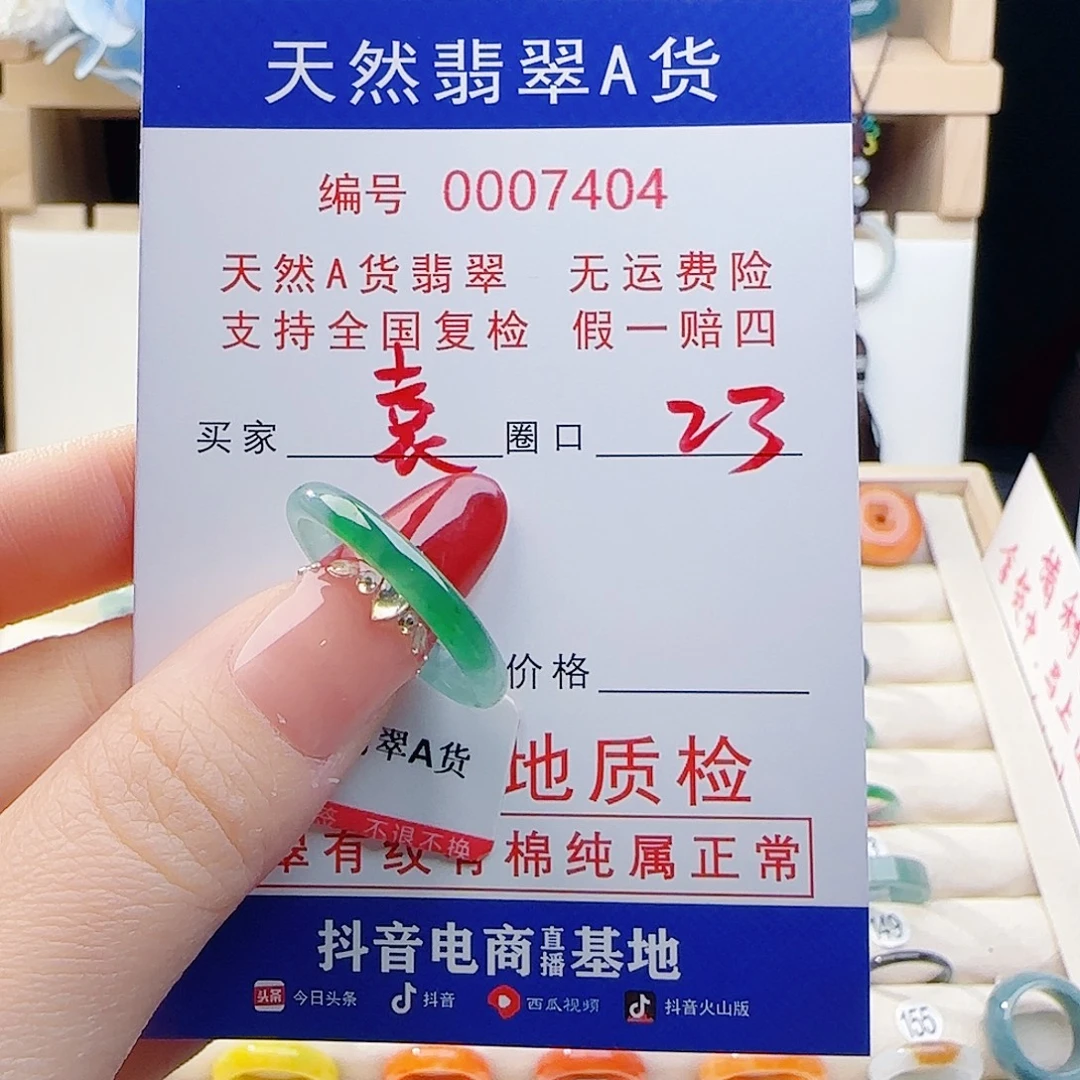 天然翡翠A货
编号 0007404
天然A货翡翠 无运费险
支持全国复检 假一赔四
买家 袁 圈口 23
价格
翠A货
地质检
不退不换
翠有纹有棉纯属正常
抖音电商直播基地
头条 今日头条 抖音 西瓜视频 抖音火山版
149
155